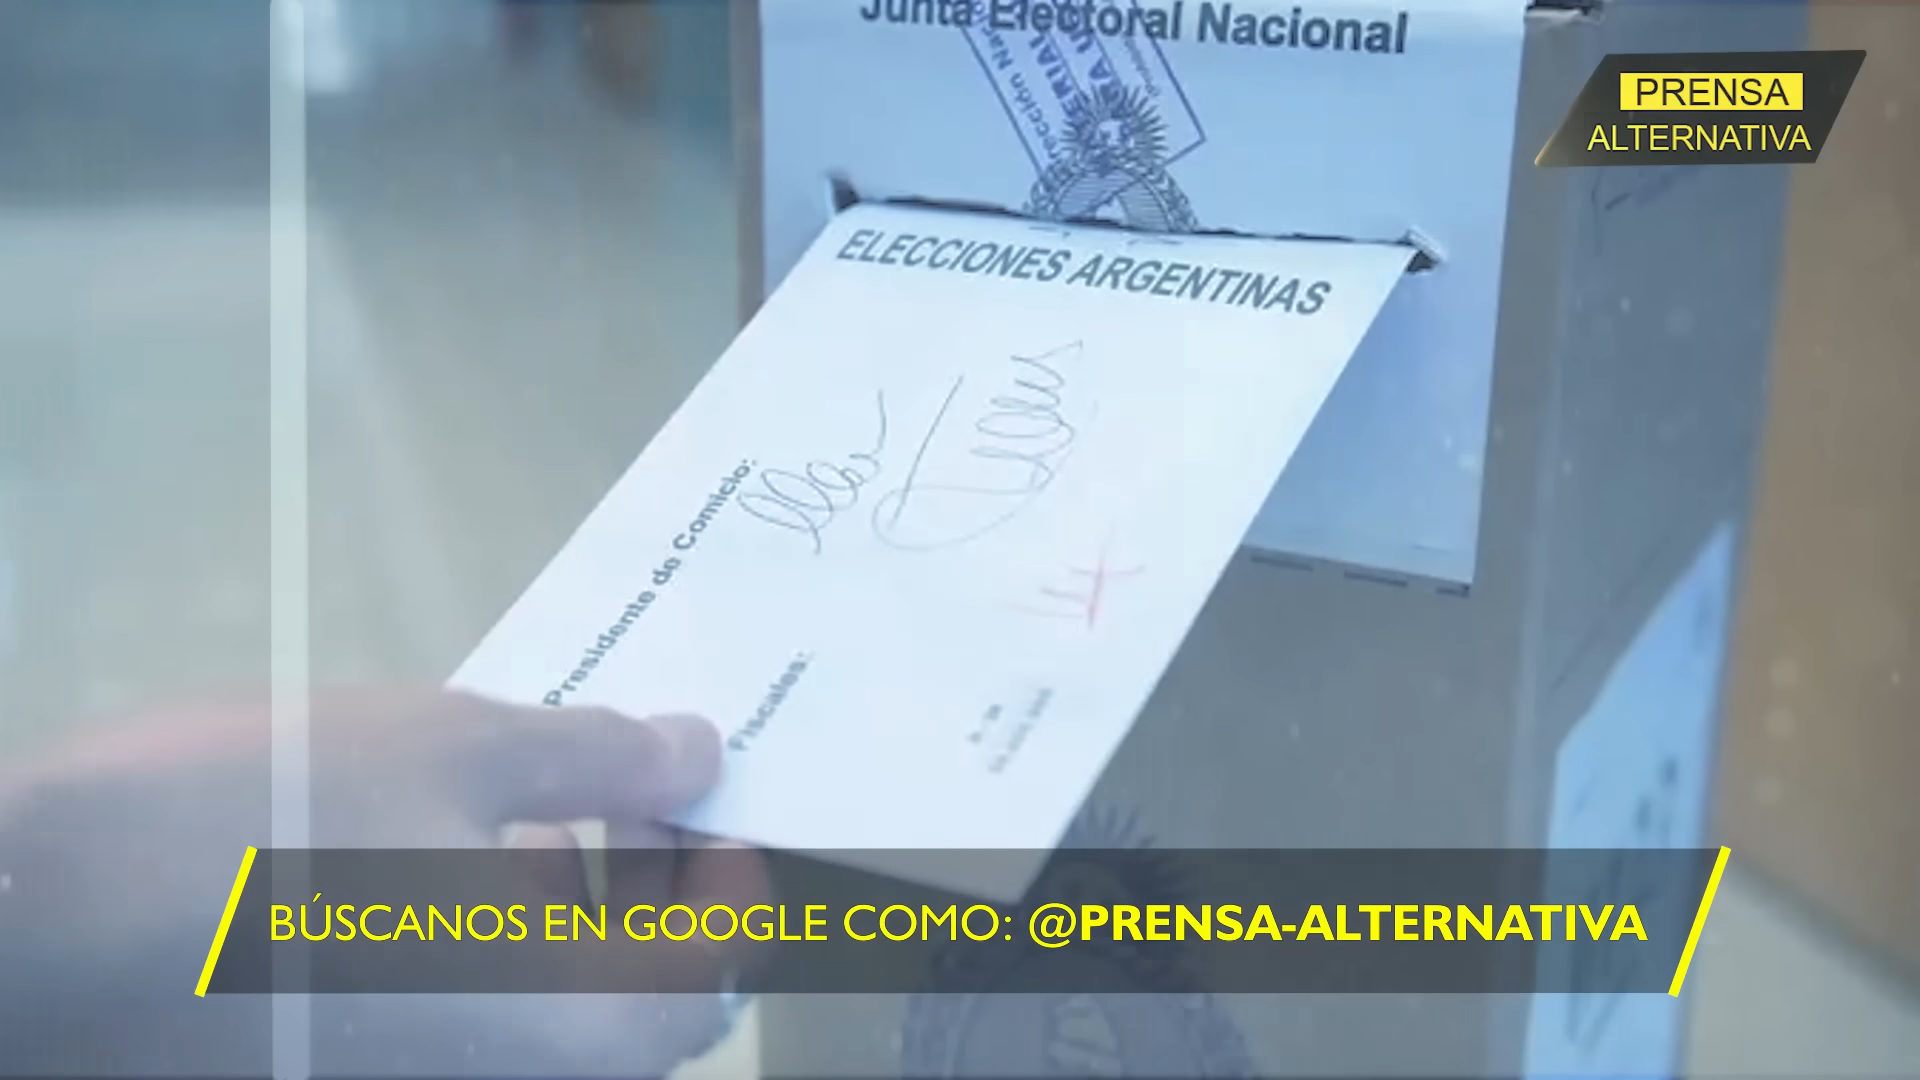 Junta Electoral Nacional
PRENSA
ALTERNATIVA
ELECCIONES ARGENTINAS
Presidente de Comicio:
Fiscales:
BÚSCANOS EN GOOGLE COMO: @PRENSA-ALTERNATIVA